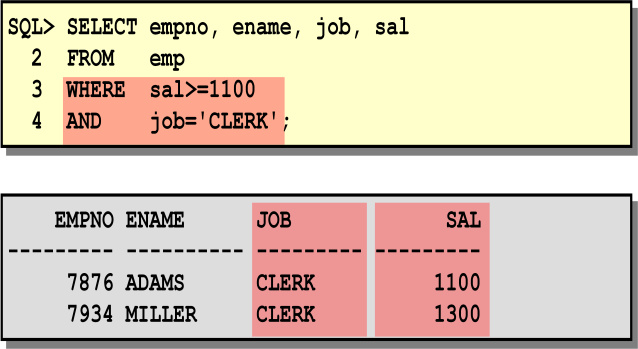 SQL> SELECT empno, ename, job, sal
2 FROM emp
3 WHERE sal>=1100
4 AND job='CLERK';
EMPNO ENAME JOB SAL
--------- ---------- --------- ---------
7876 ADAMS CLERK 1100
7934 MILLER CLERK 1300